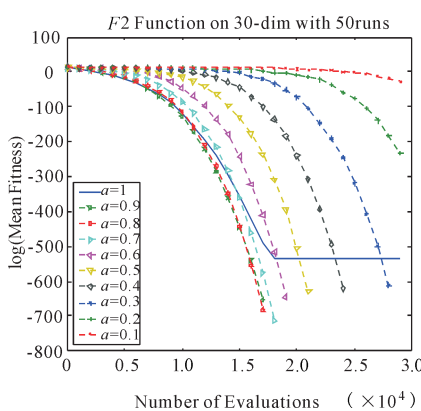 F2 Function on 30-dim with 50runs
log(Mean Fitness)
100
0
-100
-200
-300
-400
-500
-600
-700
-800
a=1
a=0.9
a=0.8
a=0.7
a=0.6
a=0.5
a=0.4
a=0.3
a=0.2
a=0.1
0 0.5 1.0 1.5 2.0 2.5 3.0
Number of Evaluations (×10⁴)